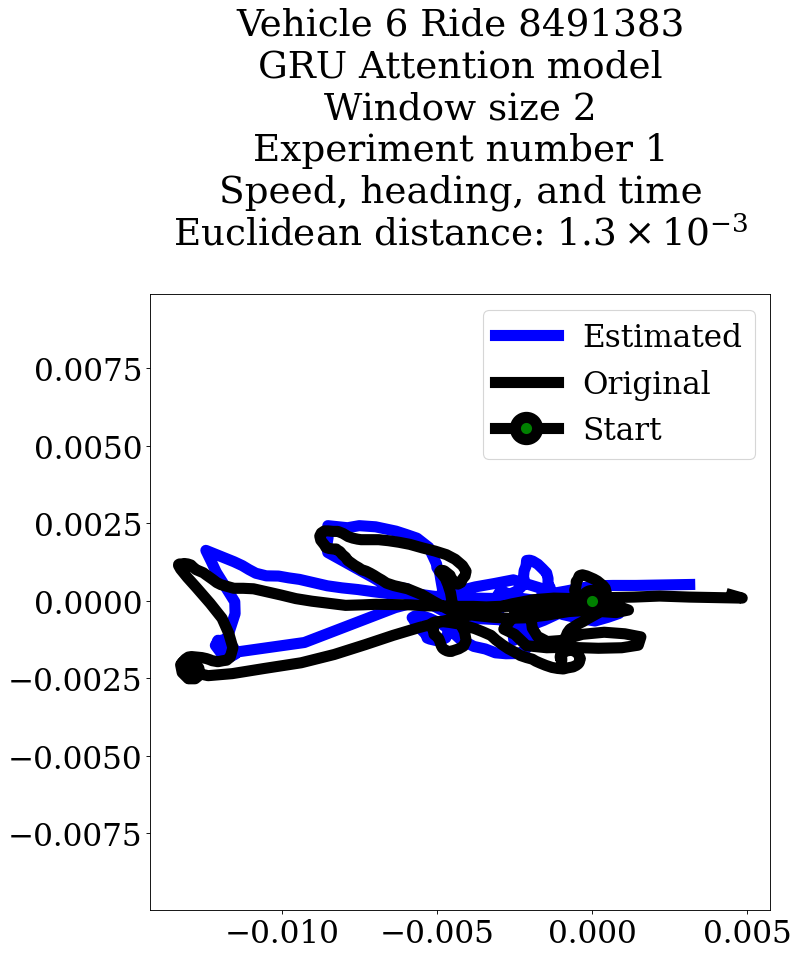 Vehicle 6 Ride 8491383
GRU Attention model
Window size 2
Experiment number 1
Speed, heading, and time
Euclidean distance: 1.3 × 10⁻³
Estimated
Original
Start
0.0075
0.0050
0.0025
0.0000
−0.0025
−0.0050
−0.0075
−0.010 −0.005 0.000 0.005